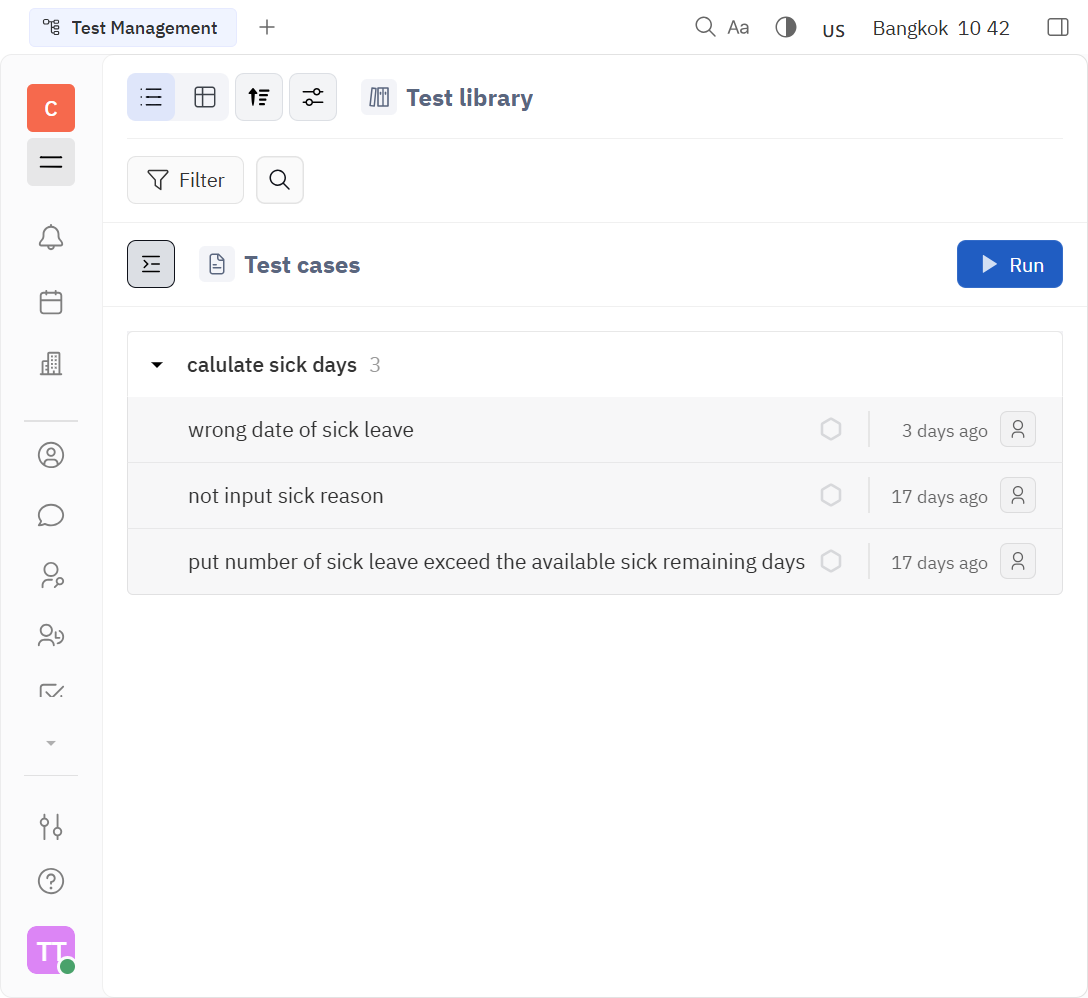 Test Management
Aa
US
Bangkok 10 42
C
Test library
Filter
Test cases
Run
calulate sick days 3
wrong date of sick leave 3 days ago
not input sick reason 17 days ago
put number of sick leave exceed the available sick remaining days 17 days ago
TT